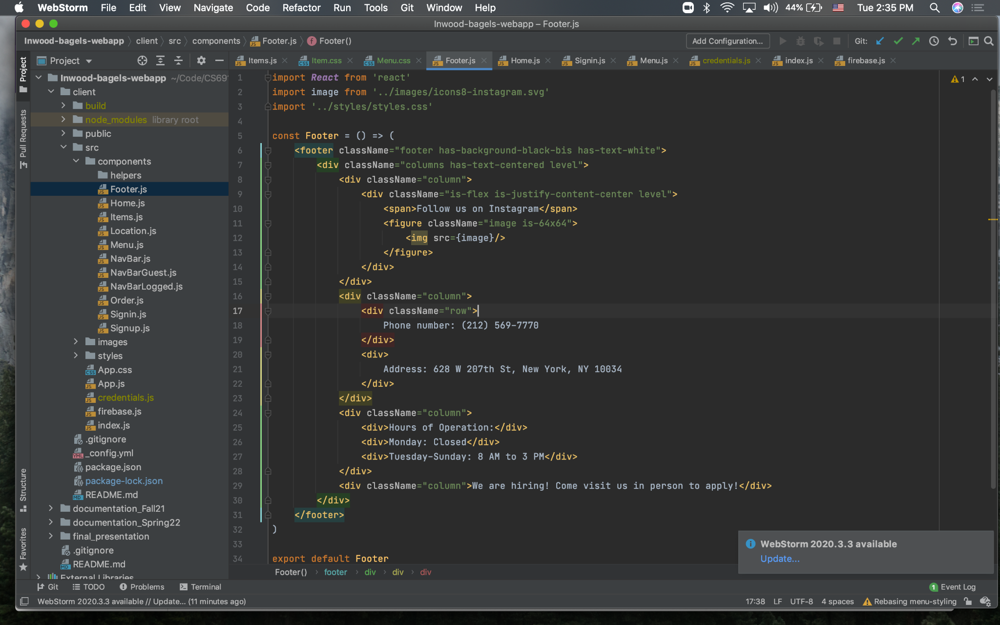 WebStorm File Edit View Navigate Code Refactor Run Tools Git Window Help 44% Tue 2:35 PM
Inwood-bagels-webapp – Footer.js
Inwood-bagels-webapp client src components Footer.js Footer() Add Configuration... Git:
Project Items.js Item.css Menu.css Footer.js Home.js Signin.js Menu.js credentials.js index.js firebase.js
Project
Pull Requests
Structure
Favorites
Inwood-bagels-webapp ~/Code/CS69
client
build
node_modules library root
public
src
components
helpers
Footer.js
Home.js
Items.js
Location.js
Menu.js
NavBar.js
NavBarGuest.js
NavBarLogged.js
Order.js
Signin.js
Signup.js
images
styles
App.css
App.js
credentials.js
firebase.js
index.js
.gitignore
_config.yml
package.json
package-lock.json
README.md
documentation_Fall21
documentation_Spring22
final_presentation
.gitignore
README.md
External Libraries
1 import React from 'react'
2 import image from '../images/icons8-instagram.svg'
3 import '../styles/styles.css'
4
5 const Footer = () => (
6 <footer className="footer has-background-black-bis has-text-white">
7 <div className="columns has-text-centered level">
8 <div className="column">
9 <div className="is-flex is-justify-content-center level">
10 <span>Follow us on Instagram</span>
11 <figure className="image is-64x64">
12 <img src={image}/>
13 </figure>
14 </div>
15 </div>
16 <div className="column">
17 <div className="row">
18 Phone number: (212) 569-7770
19 </div>
20 <div>
21 Address: 628 W 207th St, New York, NY 10034
22 </div>
23 </div>
24 <div className="column">
25 <div>Hours of Operation:</div>
26 <div>Monday: Closed</div>
27 <div>Tuesday-Sunday: 8 AM to 3 PM</div>
28 </div>
29 <div className="column">We are hiring! Come visit us in person to apply!</div>
30 </div>
31 </footer>
32 )
33
34 export default Footer
1
Footer() footer div div div
WebStorm 2020.3.3 available
Update...
Git TODO Problems Terminal 1 Event Log
WebStorm 2020.3.3 available // Update... (11 minutes ago) 17:38 LF UTF-8 4 spaces Rebasing menu-styling